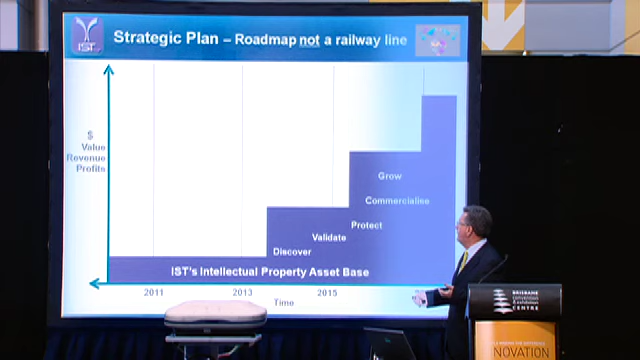 IST
Strategic Plan – Roadmap not a railway line
$
Value
Revenue
Profits
Grow
Commercialise
Protect
Validate
Discover
IST's Intellectual Property Asset Base
2011
2013
2015
Time
BRISBANE
CONVENTION
& EXHIBITION
CENTRE
NOVATION